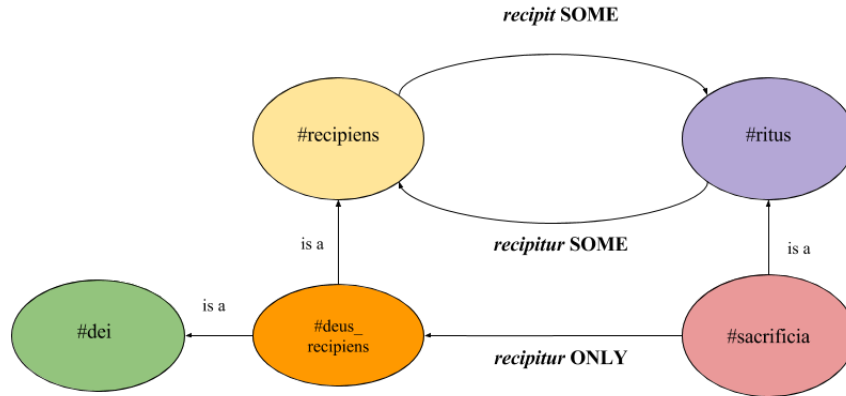 recipit SOME
#recipiens
#ritus
recipitur SOME
is a
is a
is a
#dei
#deus_
recipiens
#sacrificia
recipitur ONLY